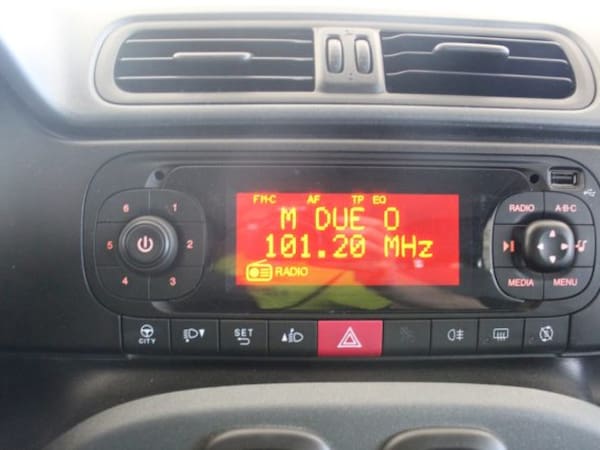 FM-C AF TP EQ
M DUE O
101.20 MHz
RADIO
6 1
5 2
4 3
RADIO A·B·C
MEDIA MENU
CITY
SET